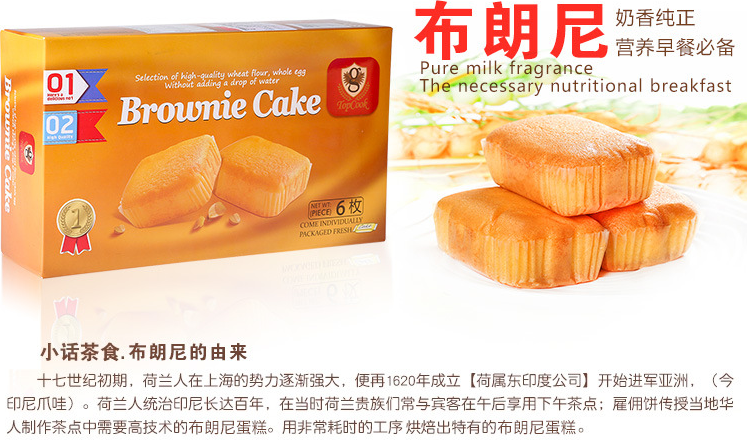 布朗尼
奶香纯正
营养早餐必备
Pure milk fragrance
The necessary nutritional breakfast
01
02
Selection of high-quality wheat flour, whole egg
Without adding a drop of water
Brownie Cake
TopCook
Brownie Cake
1
NET WT:
(PIECE)
6枚
COME INDIVIDUALLY
PACKAGED FRESH
小话茶食.布朗尼的由来
十七世纪初期，荷兰人在上海的势力逐渐强大，便再1620年成立【荷属东印度公司】开始进军亚洲，（今
印尼爪哇）。荷兰人统治印尼长达百年，在当时荷兰贵族们常与宾客在午后享用下午茶点；雇佣饼传授当地华
人制作茶点中需要高技术的布朗尼蛋糕。用非常耗时的工序 烘焙出特有的布朗尼蛋糕。